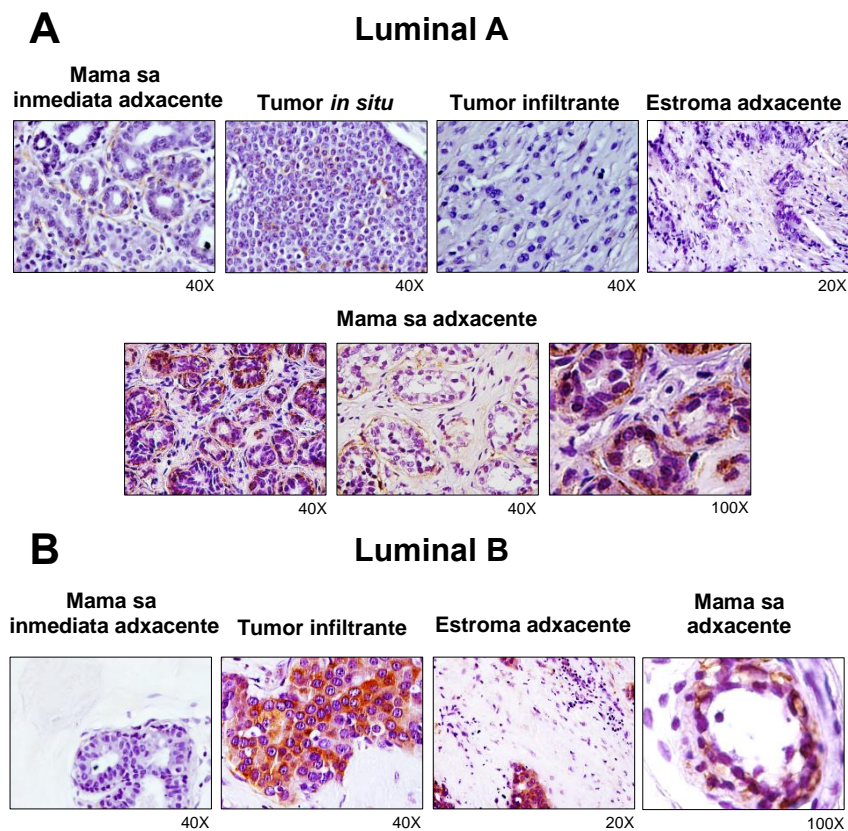 A
Luminal A
Mama sa
inmediata adxacente
Tumor in situ
Tumor infiltrante
Estroma adxacente
40X
40X
40X
20X
Mama sa adxacente
40X
40X
100X
B
Luminal B
Mama sa
inmediata adxacente
Tumor infiltrante
Estroma adxacente
Mama sa
adxacente
40X
40X
20X
100X